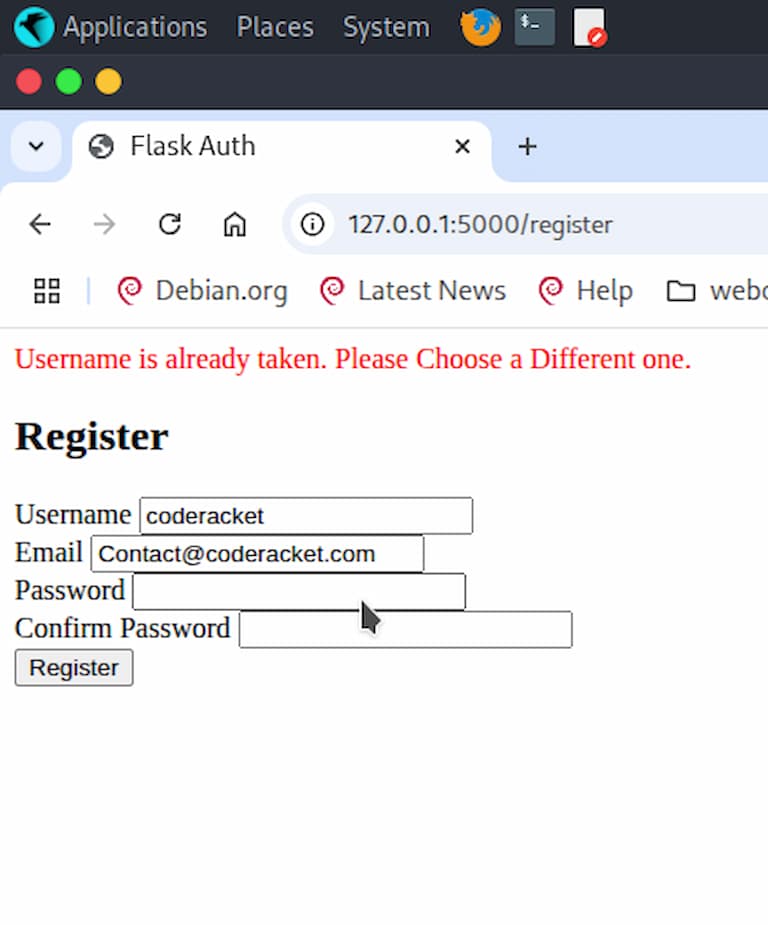 Applications Places System
Flask Auth
127.0.0.1:5000/register
Debian.org Latest News Help webc
Username is already taken. Please Choose a Different one.
Register
Username coderacket
Email Contact@coderacket.com
Password
Confirm Password
Register